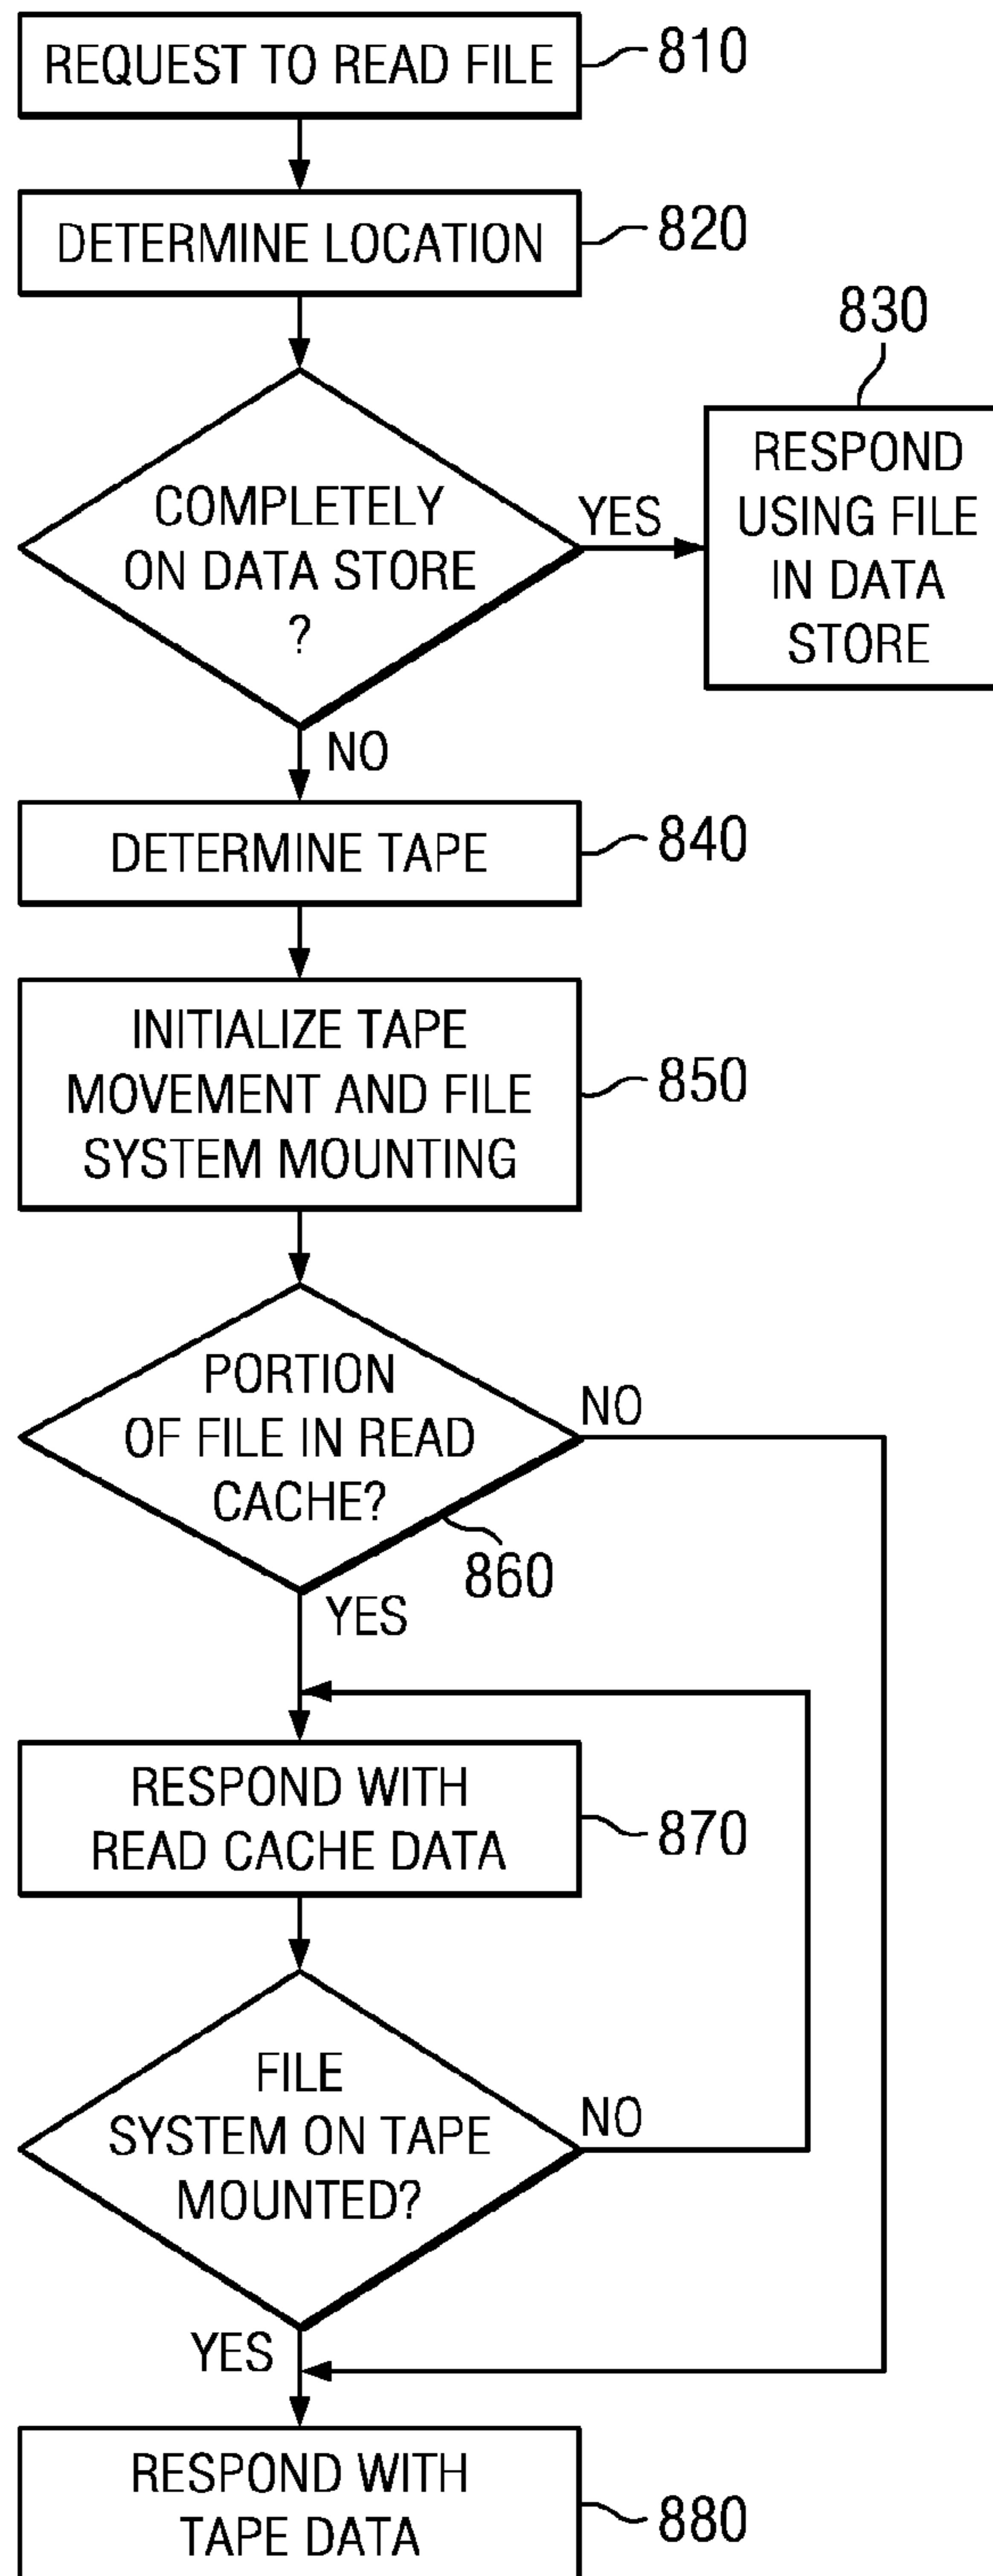 REQUEST TO READ FILE
810
DETERMINE LOCATION
820
830
COMPLETELY
ON DATA STORE
?
YES
RESPOND
USING FILE
IN DATA
STORE
NO
DETERMINE TAPE
840
INITIALIZE TAPE
MOVEMENT AND FILE
SYSTEM MOUNTING
850
PORTION
OF FILE IN READ
CACHE?
NO
860
YES
RESPOND WITH
READ CACHE DATA
870
FILE
SYSTEM ON TAPE
MOUNTED?
NO
YES
RESPOND WITH
TAPE DATA
880